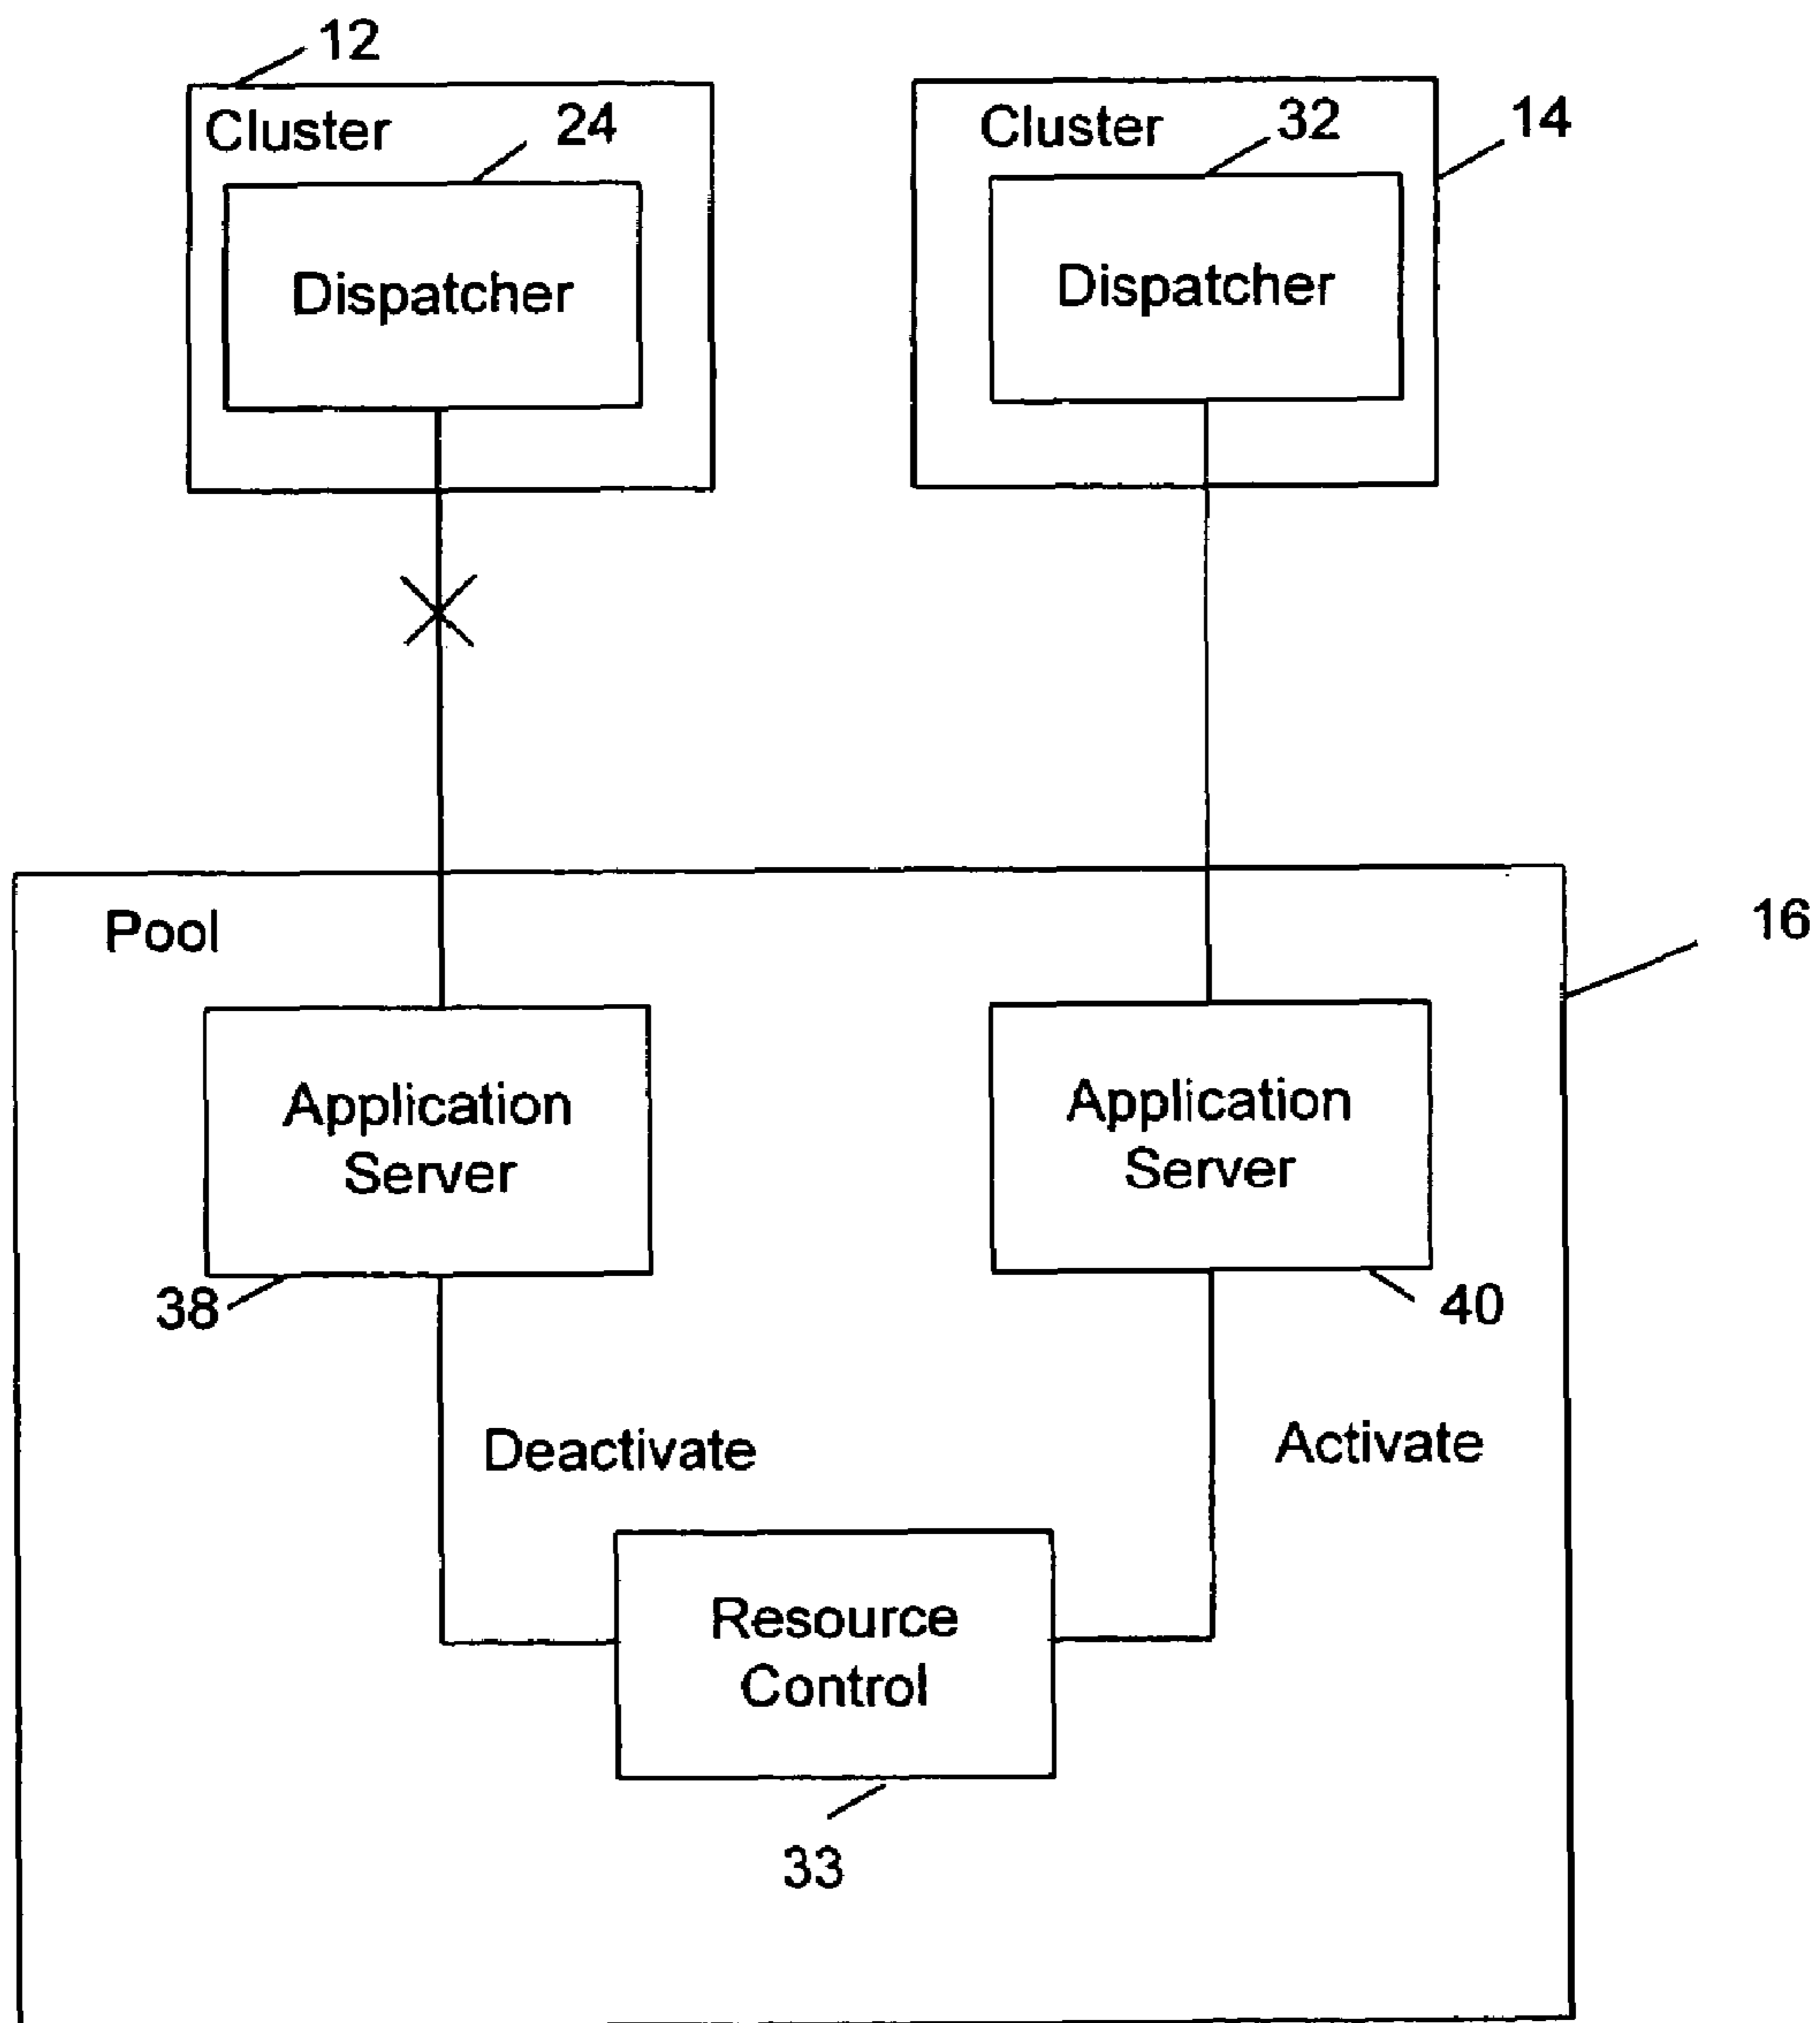 12
Cluster
24
Dispatcher
Cluster
32
14
Dispatcher
Pool
16
Application
Server
38
Application
Server
40
Deactivate
Activate
Resource
Control
33